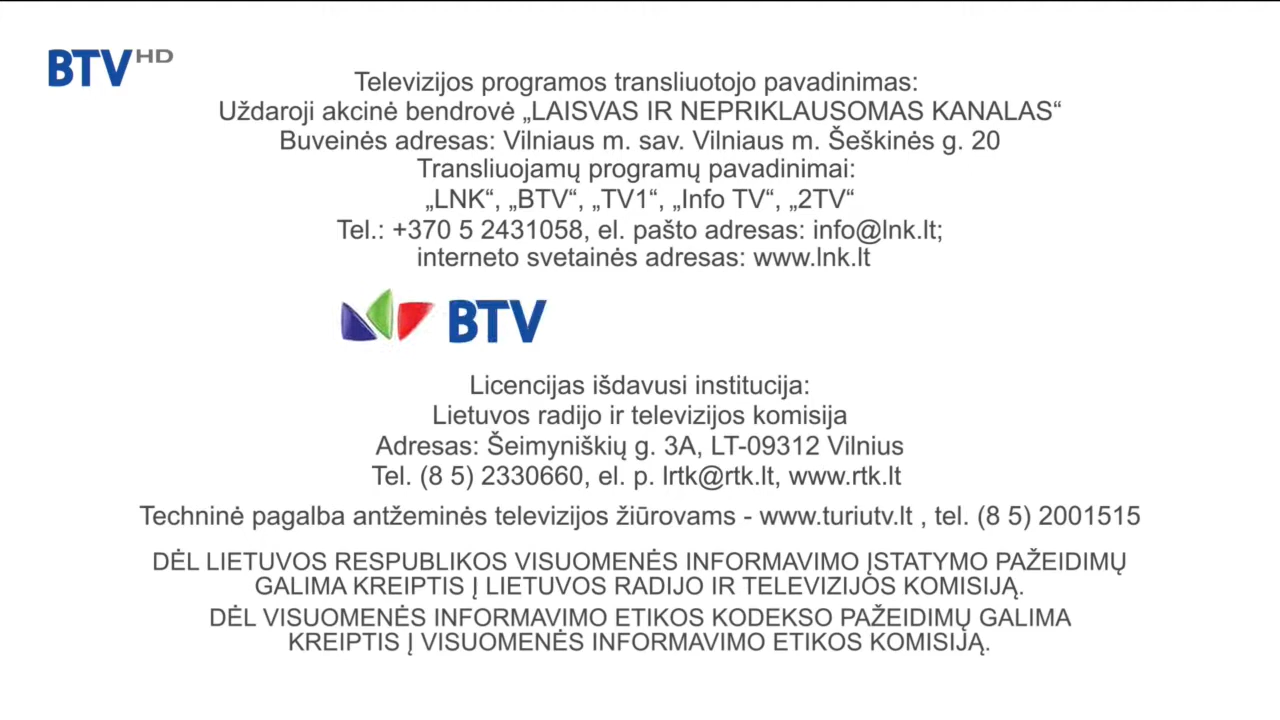 BTV HD
Televizijos programos transliuotojo pavadinimas:
Uždaroji akcinė bendrovė „LAISVAS IR NEPRIKLAUSOMAS KANALAS“
Buveinės adresas: Vilniaus m. sav. Vilniaus m. Šeškinės g. 20
Transliuojamų programų pavadinimai:
„LNK“, „BTV“, „TV1“, „Info TV“, „2TV“
Tel.: +370 5 2431058, el. pašto adresas: info@lnk.lt;
interneto svetainės adresas: www.lnk.lt
BTV
Licencijas išdavusi institucija:
Lietuvos radijo ir televizijos komisija
Adresas: Šeimyniškių g. 3A, LT-09312 Vilnius
Tel. (8 5) 2330660, el. p. lrtk@rtk.lt, www.rtk.lt
Techninė pagalba antžeminės televizijos žiūrovams - www.turiutv.lt , tel. (8 5) 2001515
DĖL LIETUVOS RESPUBLIKOS VISUOMENĖS INFORMAVIMO ĮSTATYMO PAŽEIDIMŲ
GALIMA KREIPTIS Į LIETUVOS RADIJO IR TELEVIZIJOS KOMISIJĄ.
DĖL VISUOMENĖS INFORMAVIMO ETIKOS KODEKSO PAŽEIDIMŲ GALIMA
KREIPTIS Į VISUOMENĖS INFORMAVIMO ETIKOS KOMISIJĄ.